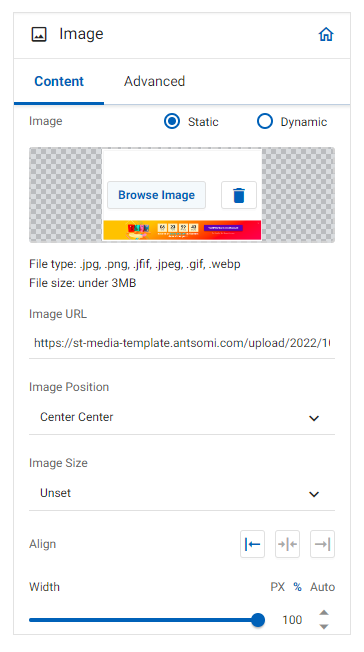 Image
Content Advanced
Image Static Dynamic
Browse Image
File type: .jpg, .png, .jfif, .jpeg, .gif, .webp
File size: under 3MB
Image URL
https://st-media-template.antsomi.com/upload/2022/1
Image Position
Center Center
Image Size
Unset
Align
Width PX % Auto
100